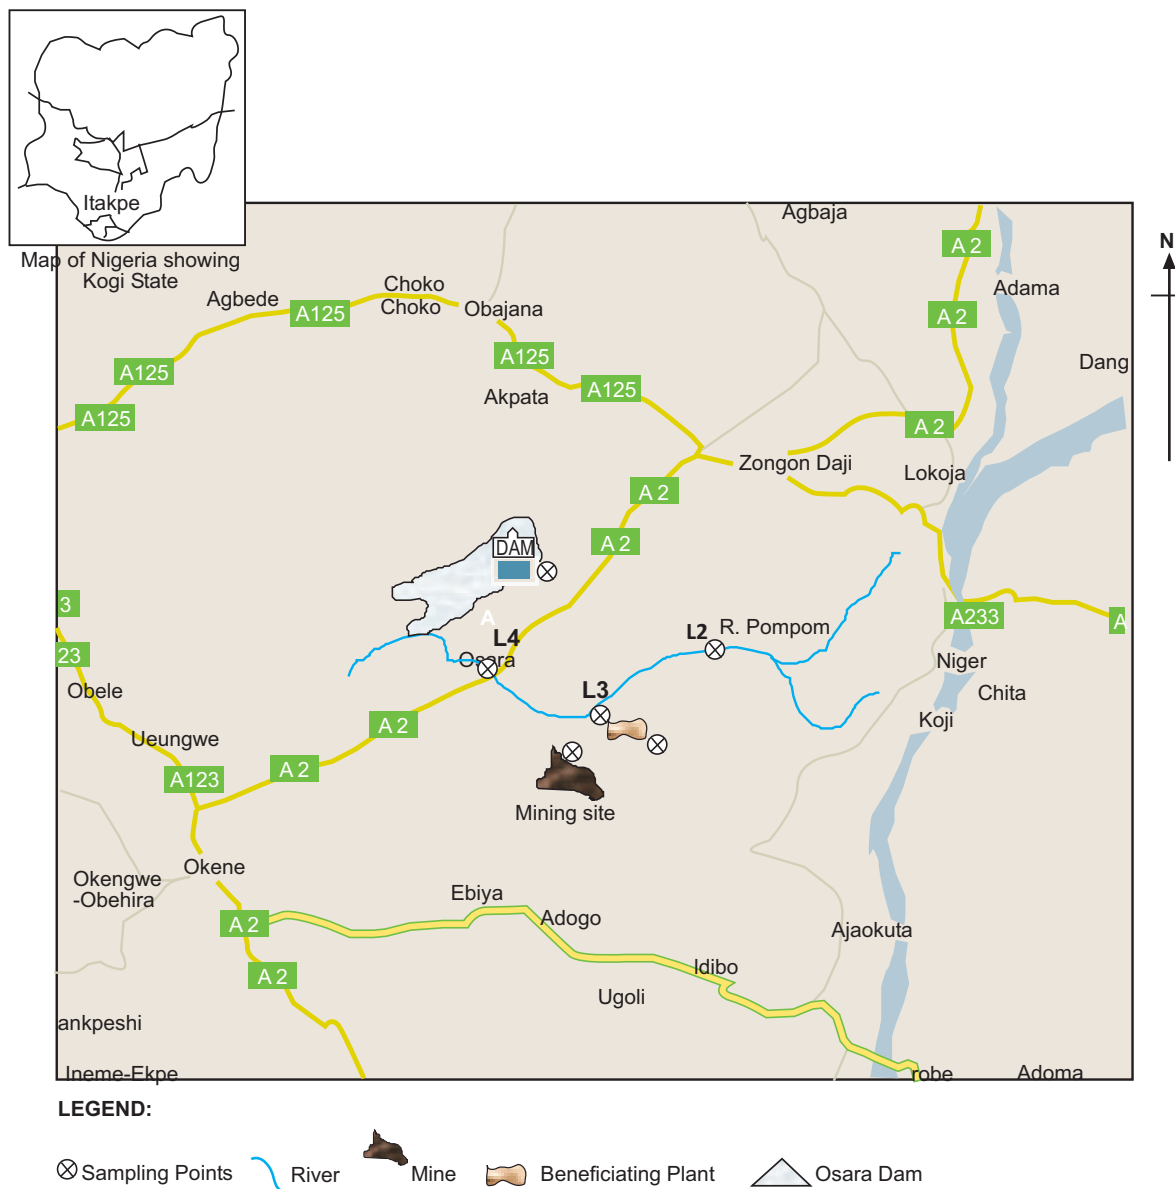 Itakpe
Map of Nigeria showing
Kogi State
N
Agbaja
A 2
Adama
A 2
Agbede
A125
Choko
Choko
Obajana
A125
Dang
A125
A125
Akpata
A125
A 2
Zongon Daji
Lokoja
A 2
A 2
DAM
3
A
L4
L2
R. Pompom
A233
A
23
Osara
Niger
Obele
L3
Chita
Koji
Ueungwe
A 2
A123
A 2
Mining site
Okene
Okengwe
-Obehira
Ebiya
A 2
Adogo
Ajaokuta
A 2
Idibo
Ugoli
ankpeshi
Ineme-Ekpe
robe
Adoma
LEGEND:
Sampling Points
River
Mine
Beneficiating Plant
Osara Dam